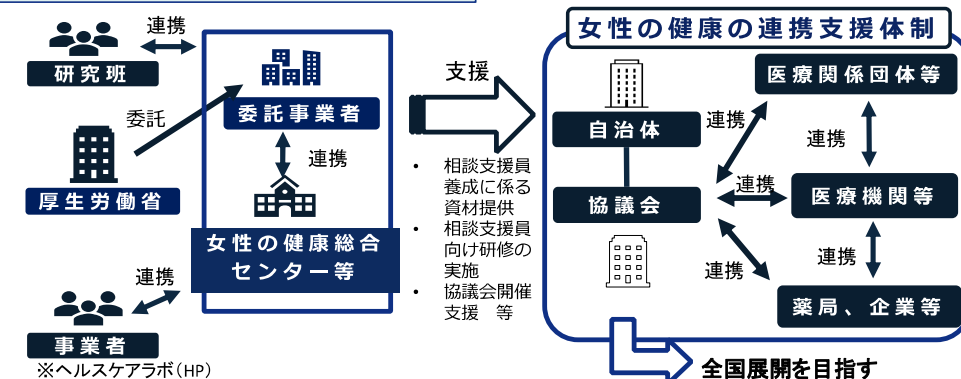 連携
研究班
委託
厚生労働省
連携
事業者
※ヘルスケアラボ(HP)
委託事業者
連携
女性の健康総合
センター等
支援
• 相談支援員
養成に係る
資材提供
• 相談支援員
向け研修の
実施
• 協議会開催
支援 等
女性の健康の連携支援体制
自治体
協議会
連携
連携
連携
医療関係団体等
連携
医療機関等
連携
薬局、企業等
全国展開を目指す